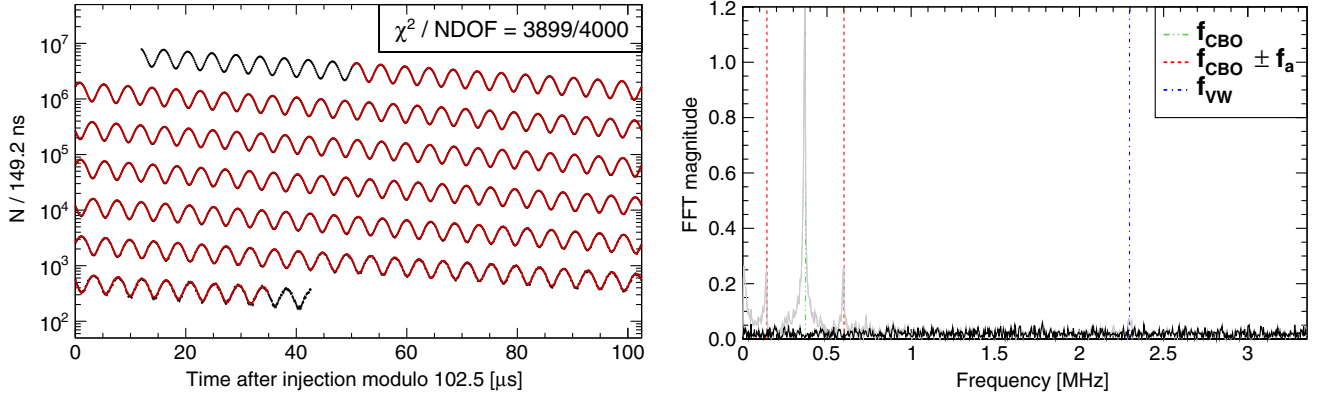 χ² / NDOF = 3899/4000
N / 149.2 ns
10⁷
10⁶
10⁵
10⁴
10³
10²
0 20 40 60 80 100
Time after injection modulo 102.5 [μs]
f_CBO
f_CBO ± f_a
f_VW
FFT magnitude
1.2
1.0
0.8
0.6
0.4
0.2
0.0
0 0.5 1 1.5 2 2.5 3
Frequency [MHz]